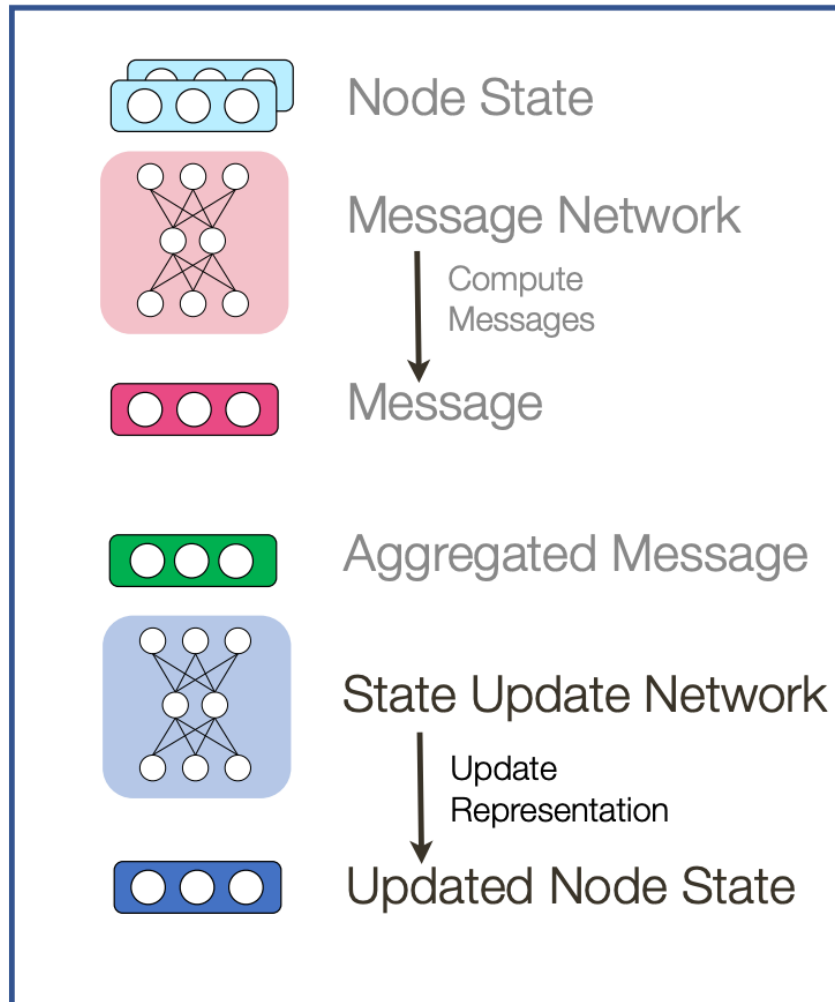 Node State
Message Network
Compute
Messages
Message
Aggregated Message
State Update Network
Update
Representation
Updated Node State